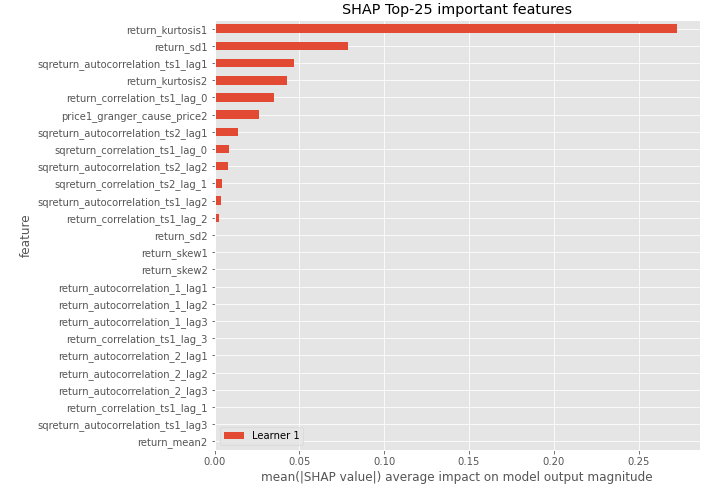 SHAP Top-25 important features
return_kurtosis1
return_sd1
sqreturn_autocorrelation_ts1_lag1
return_kurtosis2
return_correlation_ts1_lag_0
price1_granger_cause_price2
sqreturn_autocorrelation_ts2_lag1
sqreturn_correlation_ts1_lag_0
sqreturn_autocorrelation_ts2_lag2
sqreturn_correlation_ts2_lag_1
sqreturn_autocorrelation_ts1_lag2
return_correlation_ts1_lag_2
return_sd2
return_skew1
return_skew2
return_autocorrelation_1_lag1
return_autocorrelation_1_lag2
return_autocorrelation_1_lag3
return_correlation_ts1_lag_3
return_autocorrelation_2_lag1
return_autocorrelation_2_lag2
return_autocorrelation_2_lag3
return_correlation_ts1_lag_1
sqreturn_autocorrelation_ts1_lag3
return_mean2
feature
Learner 1
0.00 0.05 0.10 0.15 0.20 0.25
mean(|SHAP value|) average impact on model output magnitude